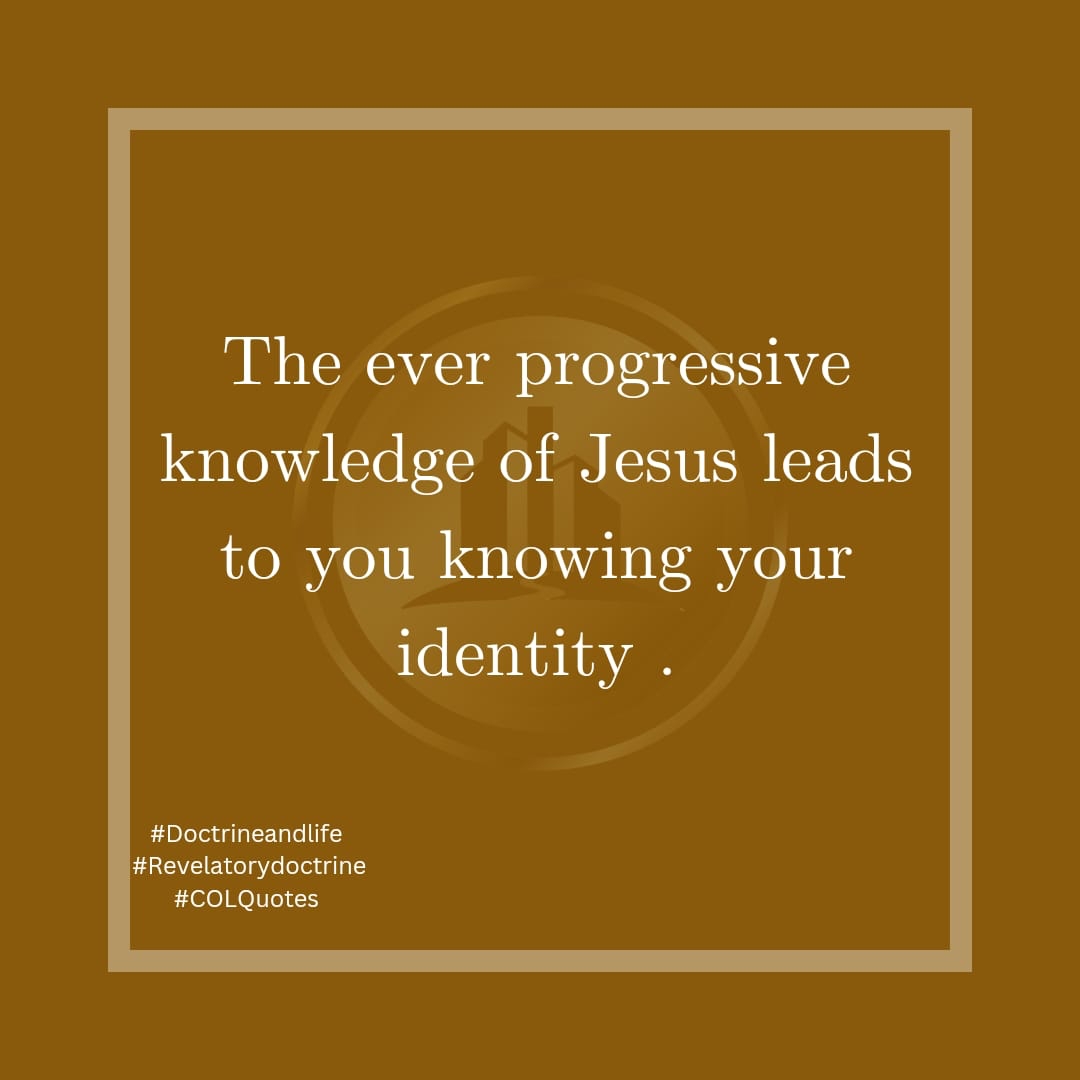 The ever progressive
knowledge of Jesus leads
to you knowing your
identity .
#Doctrineandlife
#Revelatorydoctrine
#COLQuotes